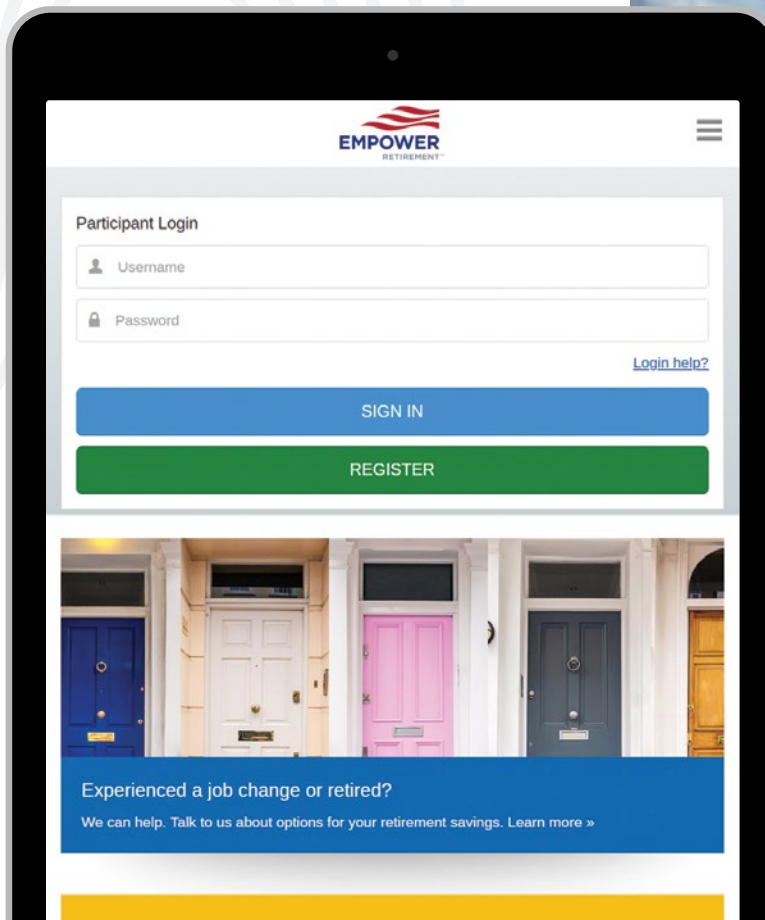 EMPOWER
RETIREMENT™
Participant Login
Username
Password
Login help?
SIGN IN
REGISTER
Experienced a job change or retired?
We can help. Talk to us about options for your retirement savings. Learn more »